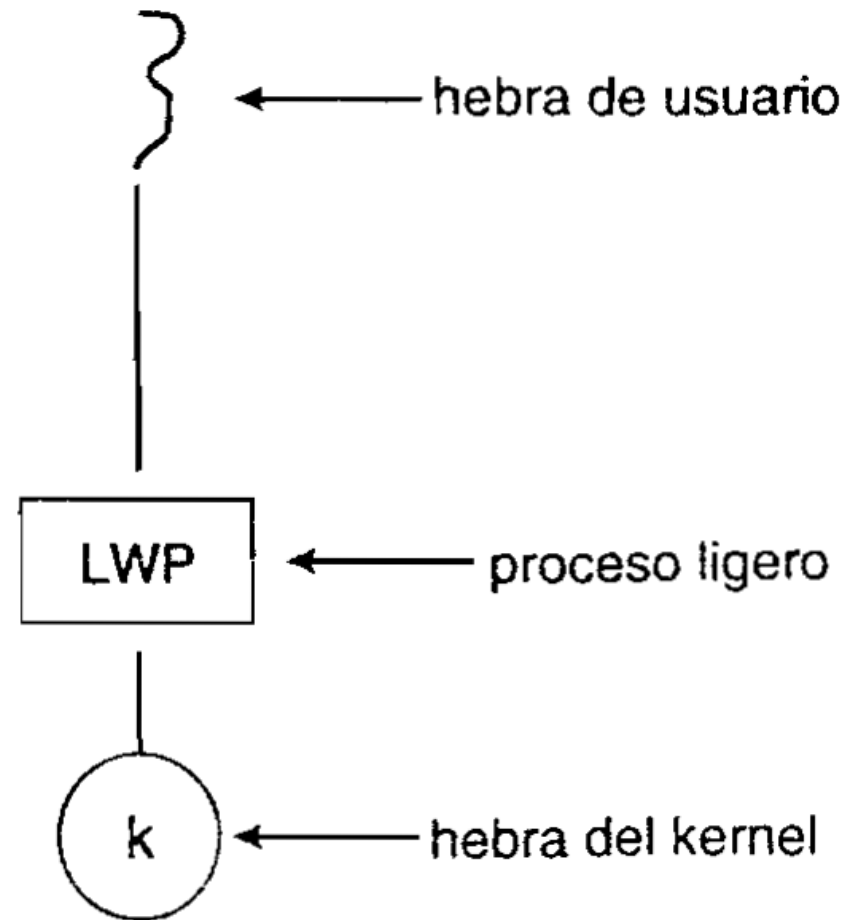 hebra de usuario
LWP
proceso ligero
k
hebra del kernel